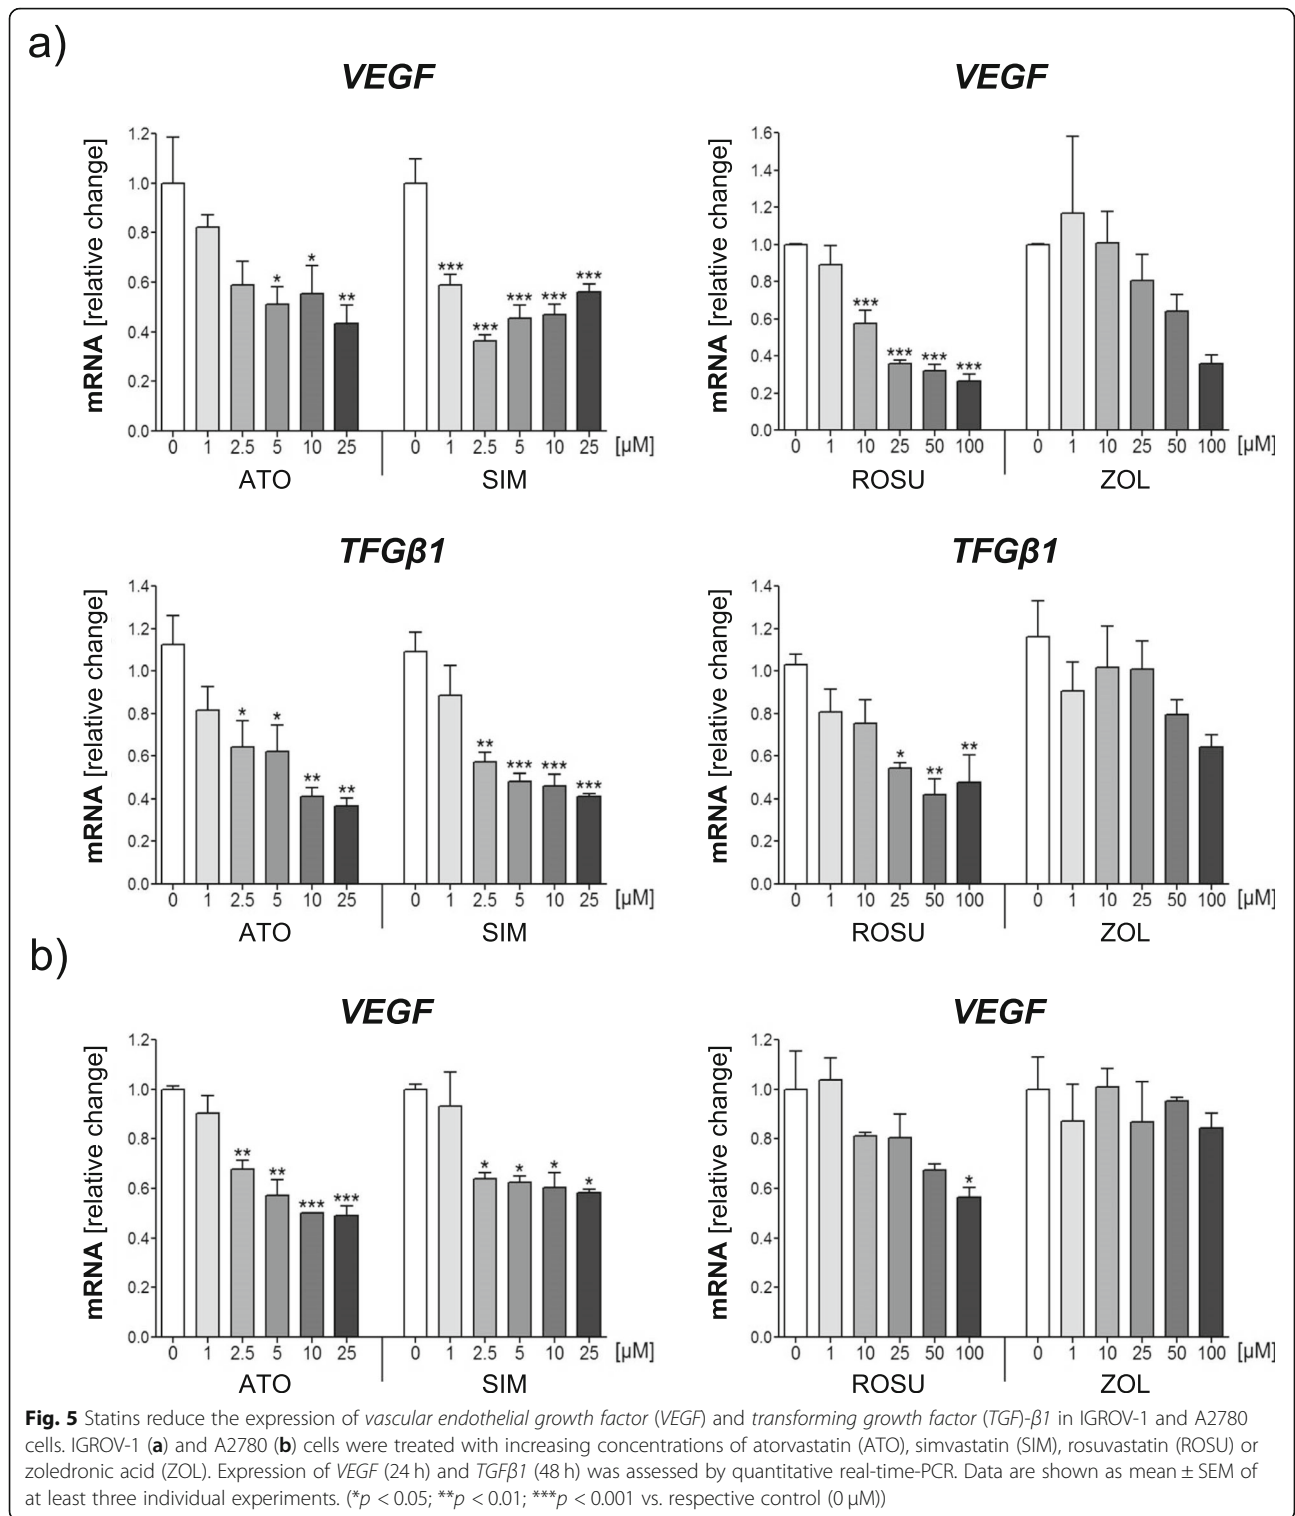 a)
VEGF VEGF
mRNA [relative change]
1.2
1.0
0.8
0.6
0.4
0.2
0.0
* * ** *** *** *** *** ***
0 1 2.5 5 10 25 0 1 2.5 5 10 25 [µM]
ATO SIM
mRNA [relative change]
1.6
1.4
1.2
1.0
0.8
0.6
0.4
0.2
0.0
*** *** *** ***
0 1 10 25 50 100 0 1 10 25 50 100 [µM]
ROSU ZOL
TFGβ1 TFGβ1
mRNA [relative change]
1.4
1.2
1.0
0.8
0.6
0.4
0.2
0.0
* * ** ** ** *** *** ***
0 1 2.5 5 10 25 0 1 2.5 5 10 25 [µM]
ATO SIM
mRNA [relative change]
1.4
1.2
1.0
0.8
0.6
0.4
0.2
0.0
* ** **
0 1 10 25 50 100 0 1 10 25 50 100 [µM]
ROSU ZOL
b)
VEGF VEGF
mRNA [relative change]
1.2
1.0
0.8
0.6
0.4
0.2
0.0
** ** *** *** * * * *
0 1 2.5 5 10 25 0 1 2.5 5 10 25 [µM]
ATO SIM
mRNA [relative change]
1.2
1.0
0.8
0.6
0.4
0.2
0.0
*
0 1 10 25 50 100 0 1 10 25 50 100 [µM]
ROSU ZOL
Fig. 5 Statins reduce the expression of vascular endothelial growth factor (VEGF) and transforming growth factor (TGF)-β1 in IGROV-1 and A2780
cells. IGROV-1 (a) and A2780 (b) cells were treated with increasing concentrations of atorvastatin (ATO), simvastatin (SIM), rosuvastatin (ROSU) or
zoledronic acid (ZOL). Expression of VEGF (24 h) and TGFβ1 (48 h) was assessed by quantitative real-time-PCR. Data are shown as mean ± SEM of
at least three individual experiments. (*p < 0.05; **p < 0.01; ***p < 0.001 vs. respective control (0 µM))